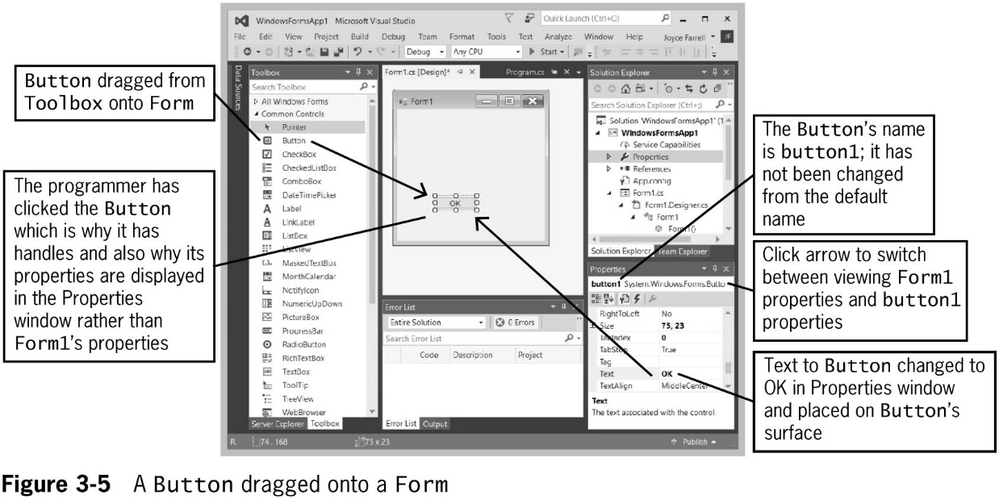 WindowsFormsApp1 Microsoft Visual Studio
Quick Launch (Ctrl+Q)
File Edit View Project Build Debug Team Format Tools Test Analyze Window Help Joyce Farrell JF
Debug Any CPU Start
Button dragged from
Toolbox onto Form
The programmer has
clicked the Button
which is why it has
handles and also why its
properties are displayed
in the Properties
window rather than
Form1's properties
Data Sources
Toolbox
Search Toolbox
All Windows Forms
Common Controls
Pointer
Button
CheckBox
CheckedListBox
ComboBox
DateTimePicker
Label
LinkLabel
ListBox
ListView
MaskedTextBox
MonthCalendar
NotifyIcon
NumericUpDown
PictureBox
ProgressBar
RadioButton
RichTextBox
TextBox
ToolTip
TreeView
WebBrowser
Server Explorer Toolbox
Form1.cs [Design]* Program.cs
Form1
OK
Error List
Entire Solution 0 Errors
Search Error List
Code Description Project
Error List Output
Solution Explorer
Search Solution Explorer (Ctrl+;)
Solution 'WindowsFormsApp1' (1
WindowsFormsApp1
Service Capabilities
Properties
References
App.config
Form1.cs
Form1.Designer.cs
Form1
Form1()
Solution Explorer Team Explorer
Properties
button1 System.Windows.Forms.Butto
RightToLeft No
Size 75, 23
TabIndex 0
TabStop True
Tag
Text OK
TextAlign MiddleCenter
Text
The text associated with the control.
R. 74 , 168 75 x 23 Publish
The Button's name
is button1; it has
not been changed
from the default
name
Click arrow to switch
between viewing Form1
properties and button1
properties
Text to Button changed to
OK in Properties window
and placed on Button's
surface
Figure 3-5 A Button dragged onto a Form